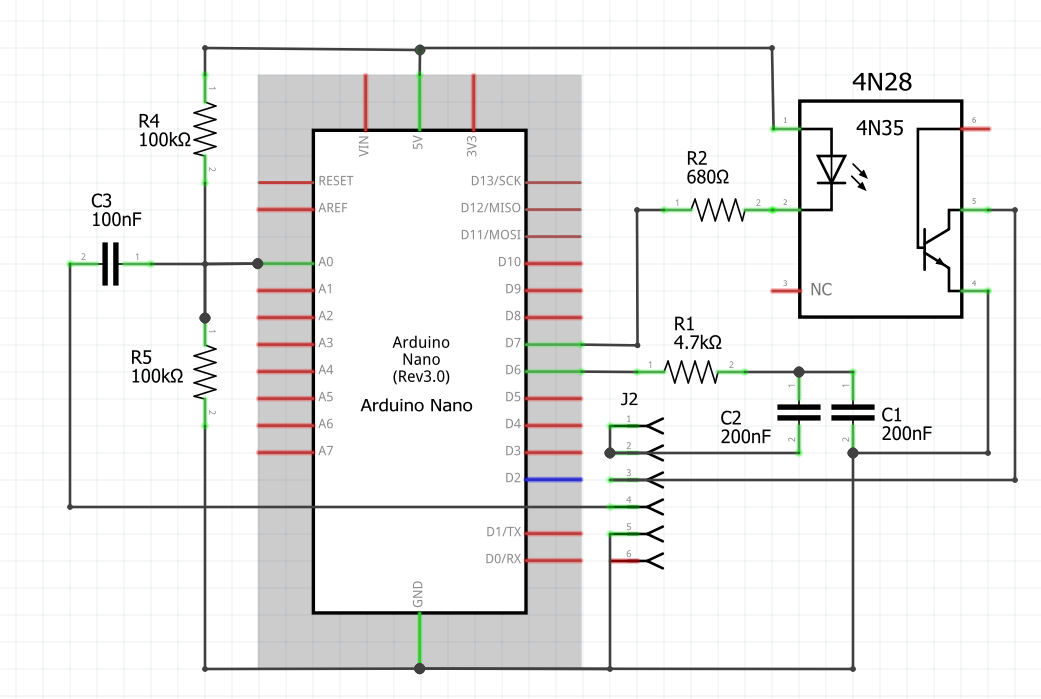 4N28
4N35
1
2
3
NC
6
5
4
R4
100kΩ
1
2
C3
100nF
2
1
R5
100kΩ
1
2
VIN
5V
3V3
RESET
AREF
A0
A1
A2
A3
A4
A5
A6
A7
D13/SCK
D12/MISO
D11/MOSI
D10
D9
D8
D7
D6
D5
D4
D3
D2
D1/TX
D0/RX
GND
Arduino
Nano
(Rev3.0)
Arduino Nano
R2
680Ω
1
2
R1
4.7kΩ
1
2
J2
1
2
3
4
5
6
C2
200nF
1
2
C1
200nF
1
2